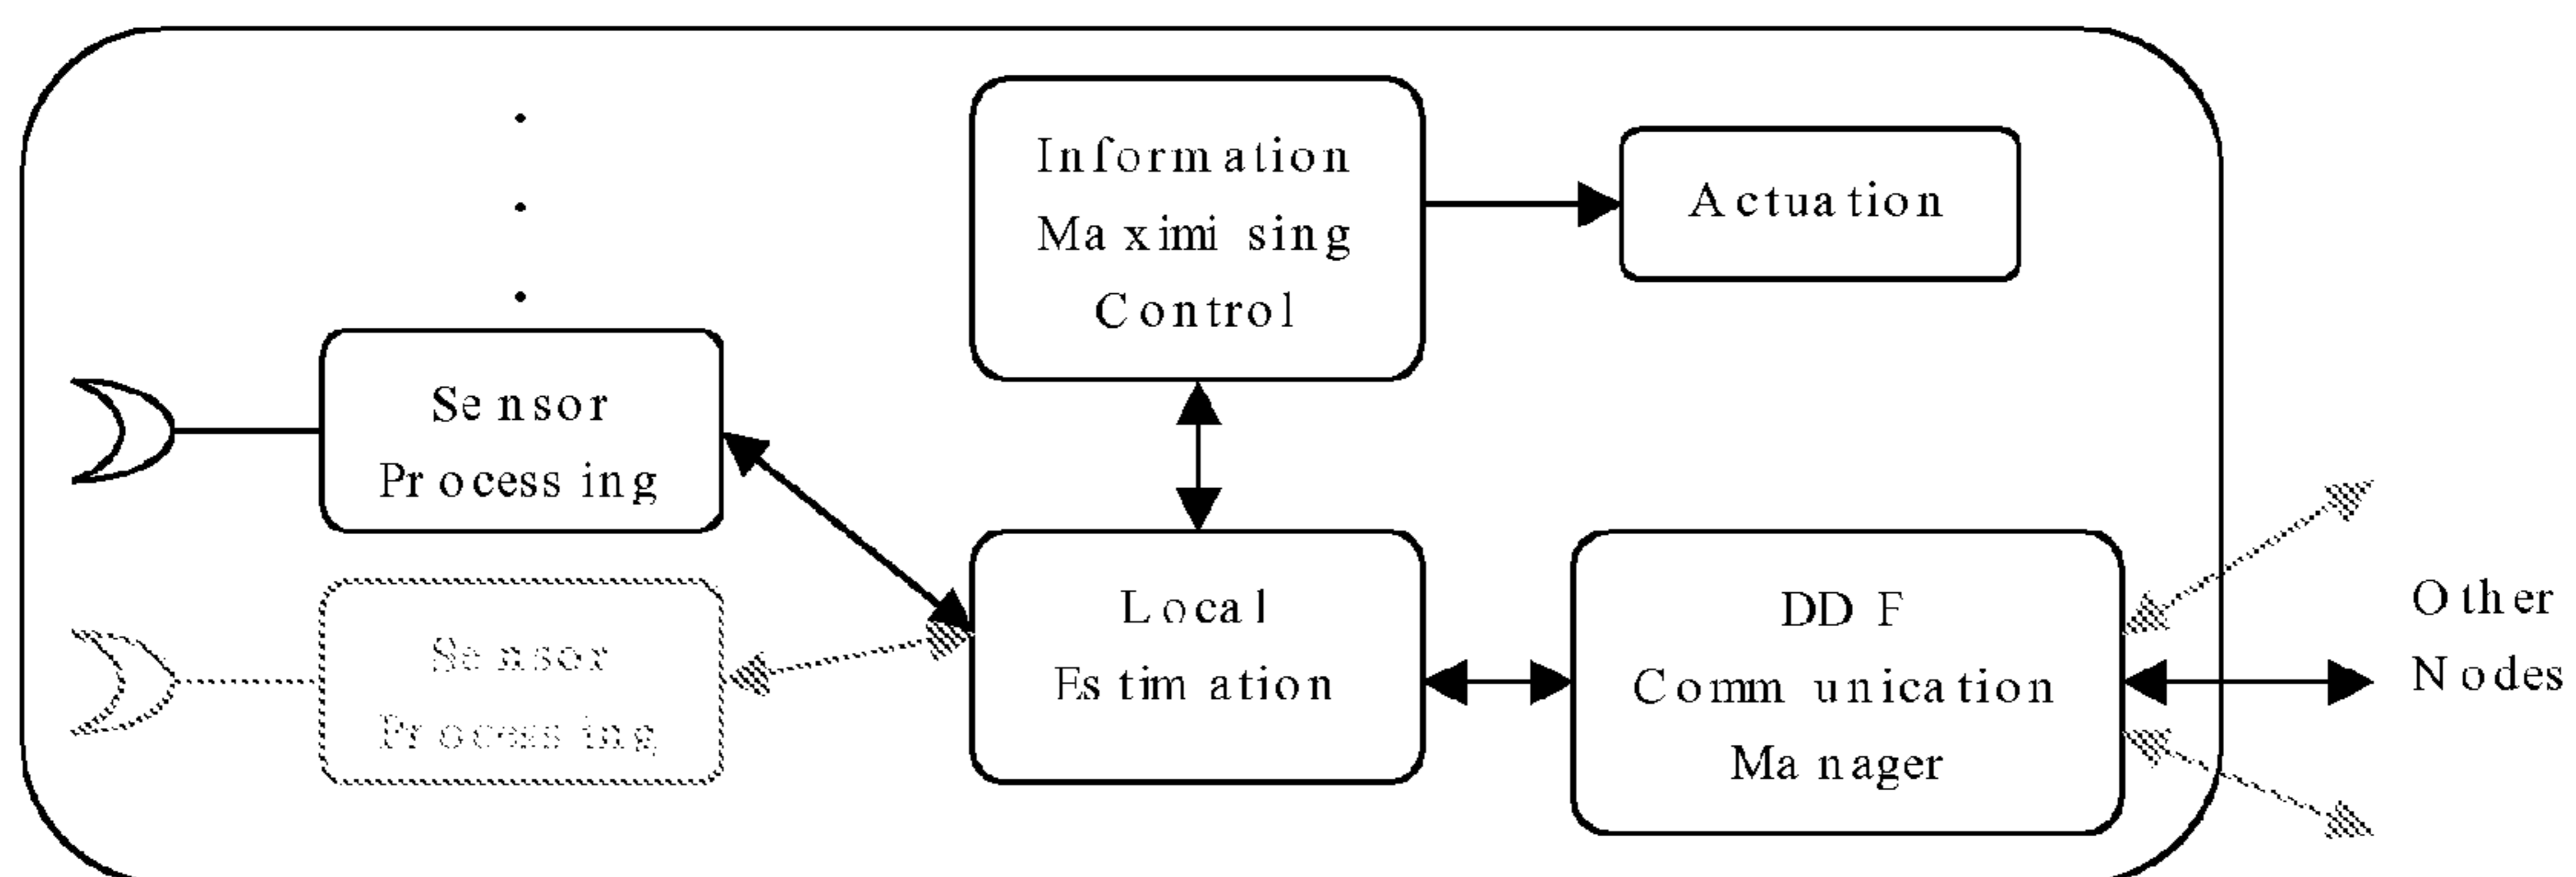 Information
Maximising
Control
Actuation
Sensor
Processing
Sensor
Processing
Local
Estimation
DDF
Communication
Manager
Other
Nodes